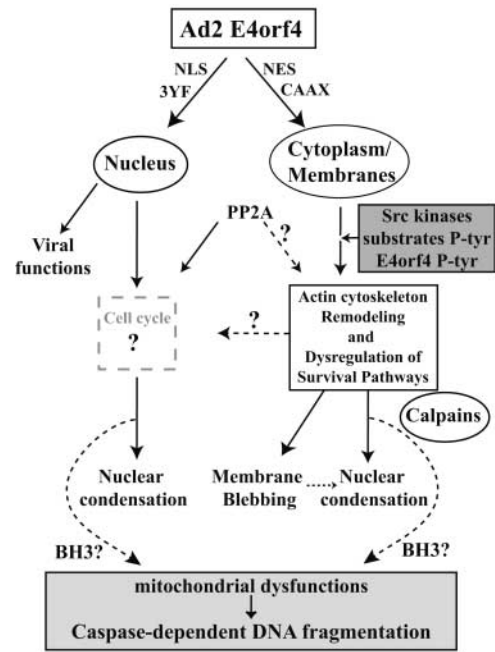 Ad2 E4orf4
NLS
3YF
NES
CAAX
Nucleus
Cytoplasm/
Membranes
PP2A
?
Src kinases
substrates P-tyr
E4orf4 P-tyr
Viral
functions
Cell cycle
?
?
Actin cytoskeleton
Remodeling
and
Dysregulation of
Survival Pathways
Calpains
Nuclear
condensation
Membrane
Blebbing
Nuclear
condensation
BH3?
BH3?
mitochondrial dysfunctions
Caspase-dependent DNA fragmentation